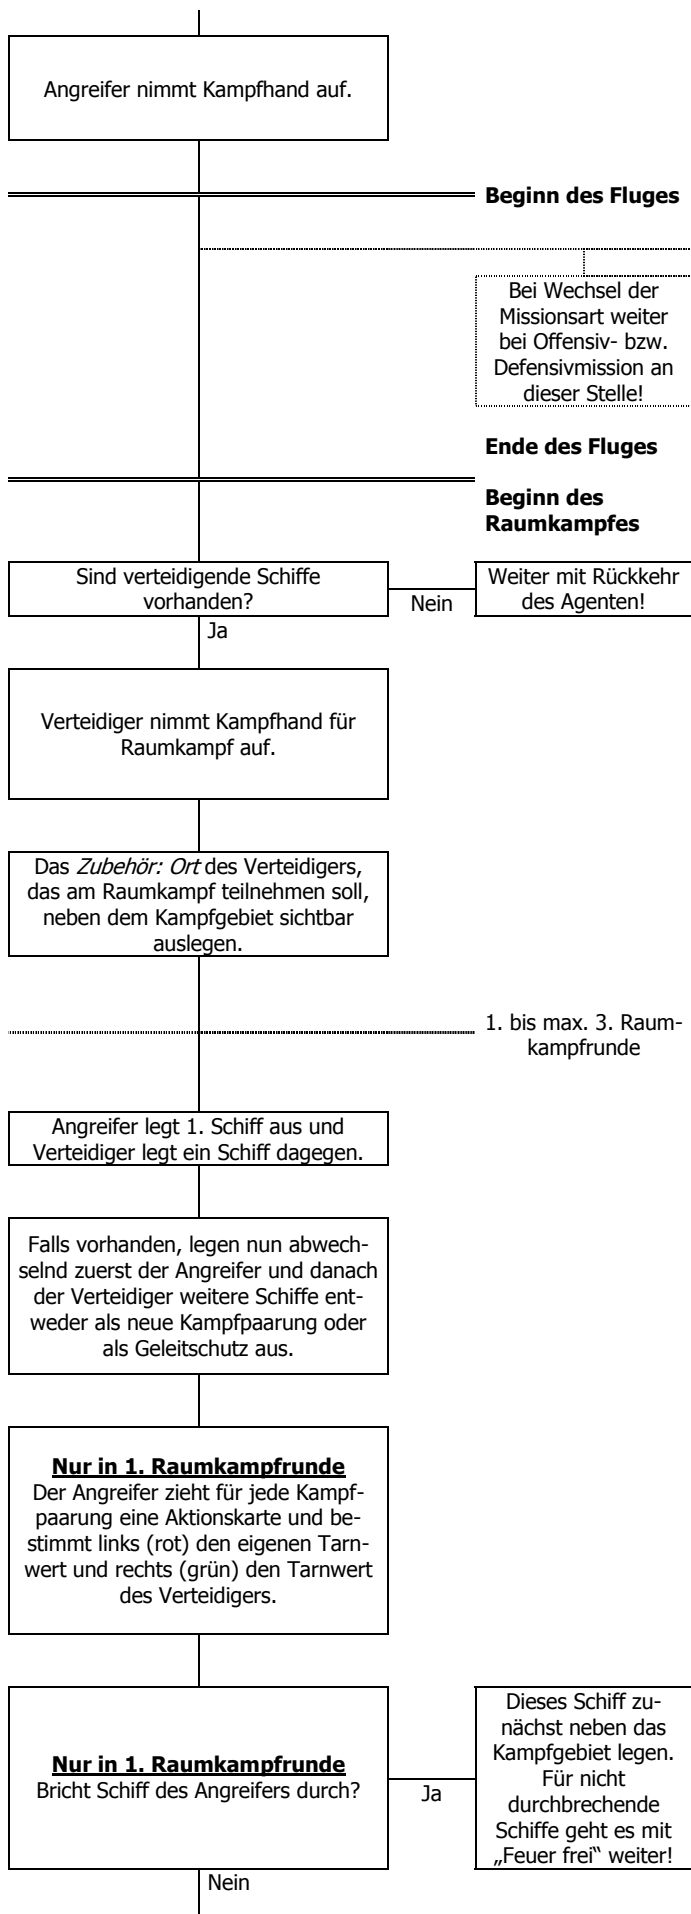 Angreifer nimmt Kampfhand auf.
Beginn des Fluges
Bei Wechsel der
Missionsart weiter
bei Offensiv- bzw.
Defensivmission an
dieser Stelle!
Ende des Fluges
Beginn des
Raumkampfes
Sind verteidigende Schiffe
vorhanden?
Nein
Weiter mit Rückkehr
des Agenten!
Ja
Verteidiger nimmt Kampfhand für
Raumkampf auf.
Das Zubehör: Ort des Verteidigers,
das am Raumkampf teilnehmen soll,
neben dem Kampfgebiet sichtbar
auslegen.
1. bis max. 3. Raum-
kampfrunde
Angreifer legt 1. Schiff aus und
Verteidiger legt ein Schiff dagegen.
Falls vorhanden, legen nun abwech-
selnd zuerst der Angreifer und danach
der Verteidiger weitere Schiffe ent-
weder als neue Kampfpaarung oder
als Geleitschutz aus.
Nur in 1. Raumkampfrunde
Der Angreifer zieht für jede Kampf-
paarung eine Aktionskarte und be-
stimmt links (rot) den eigenen Tarn-
wert und rechts (grün) den Tarnwert
des Verteidigers.
Nur in 1. Raumkampfrunde
Bricht Schiff des Angreifers durch?
Ja
Dieses Schiff zu-
nächst neben das
Kampfgebiet legen.
Für nicht
durchbrechende
Schiffe geht es mit
„Feuer frei“ weiter!
Nein